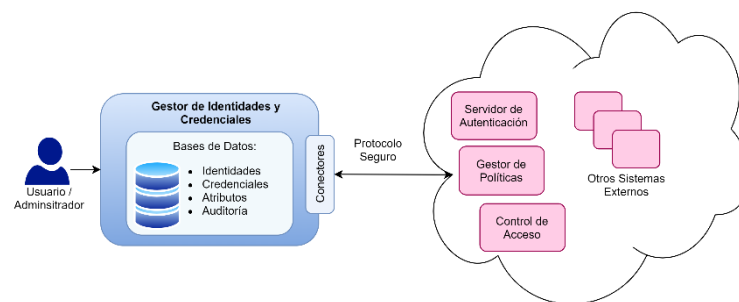 Gestor de Identidades y
Credenciales
Bases de Datos:
Identidades
Credenciales
Atributos
Auditoría
Conectores
Usuario /
Adminsitrador
Protocolo
Seguro
Servidor de
Autenticación
Gestor de
Políticas
Control de
Acceso
Otros Sistemas
Externos